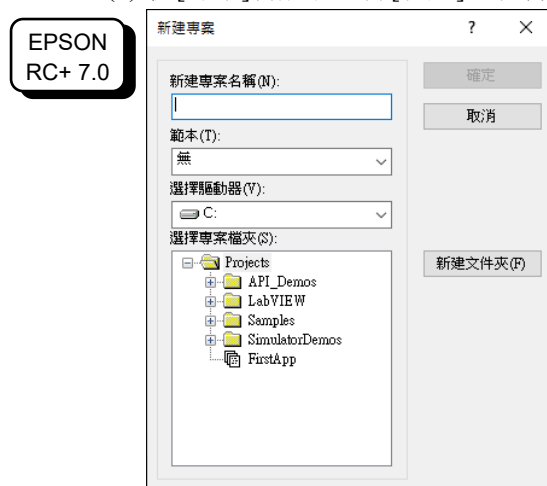 EPSON
RC+ 7.0
新建專案
?
新建專案名稱(N):
確定
取消
範本(T):
無
選擇驅動器(V):
C:
選擇專案檔夾(S):
Projects
API_Demos
LabVIEW
Samples
SimulatorDemos
FirstApp
新建文件夾(F)